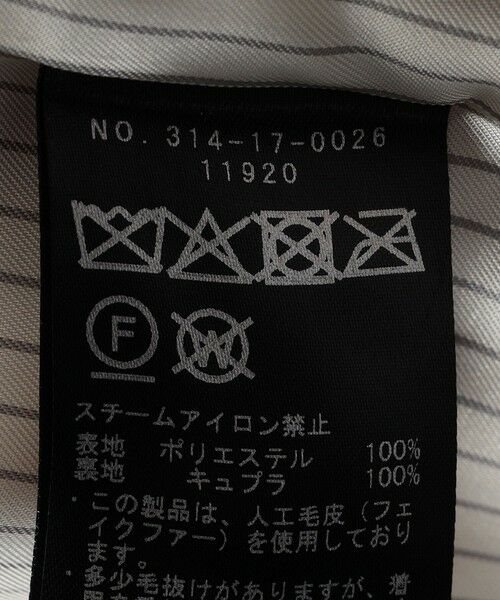 NO. 314-17-0026
11920
F
W
スチームアイロン禁止
表地 ポリエステル 100%
裏地 キュプラ 100%
・この製品は、人工毛皮（フェ
イクファー）を使用しており
ます。
・多少毛抜けがありますが、着